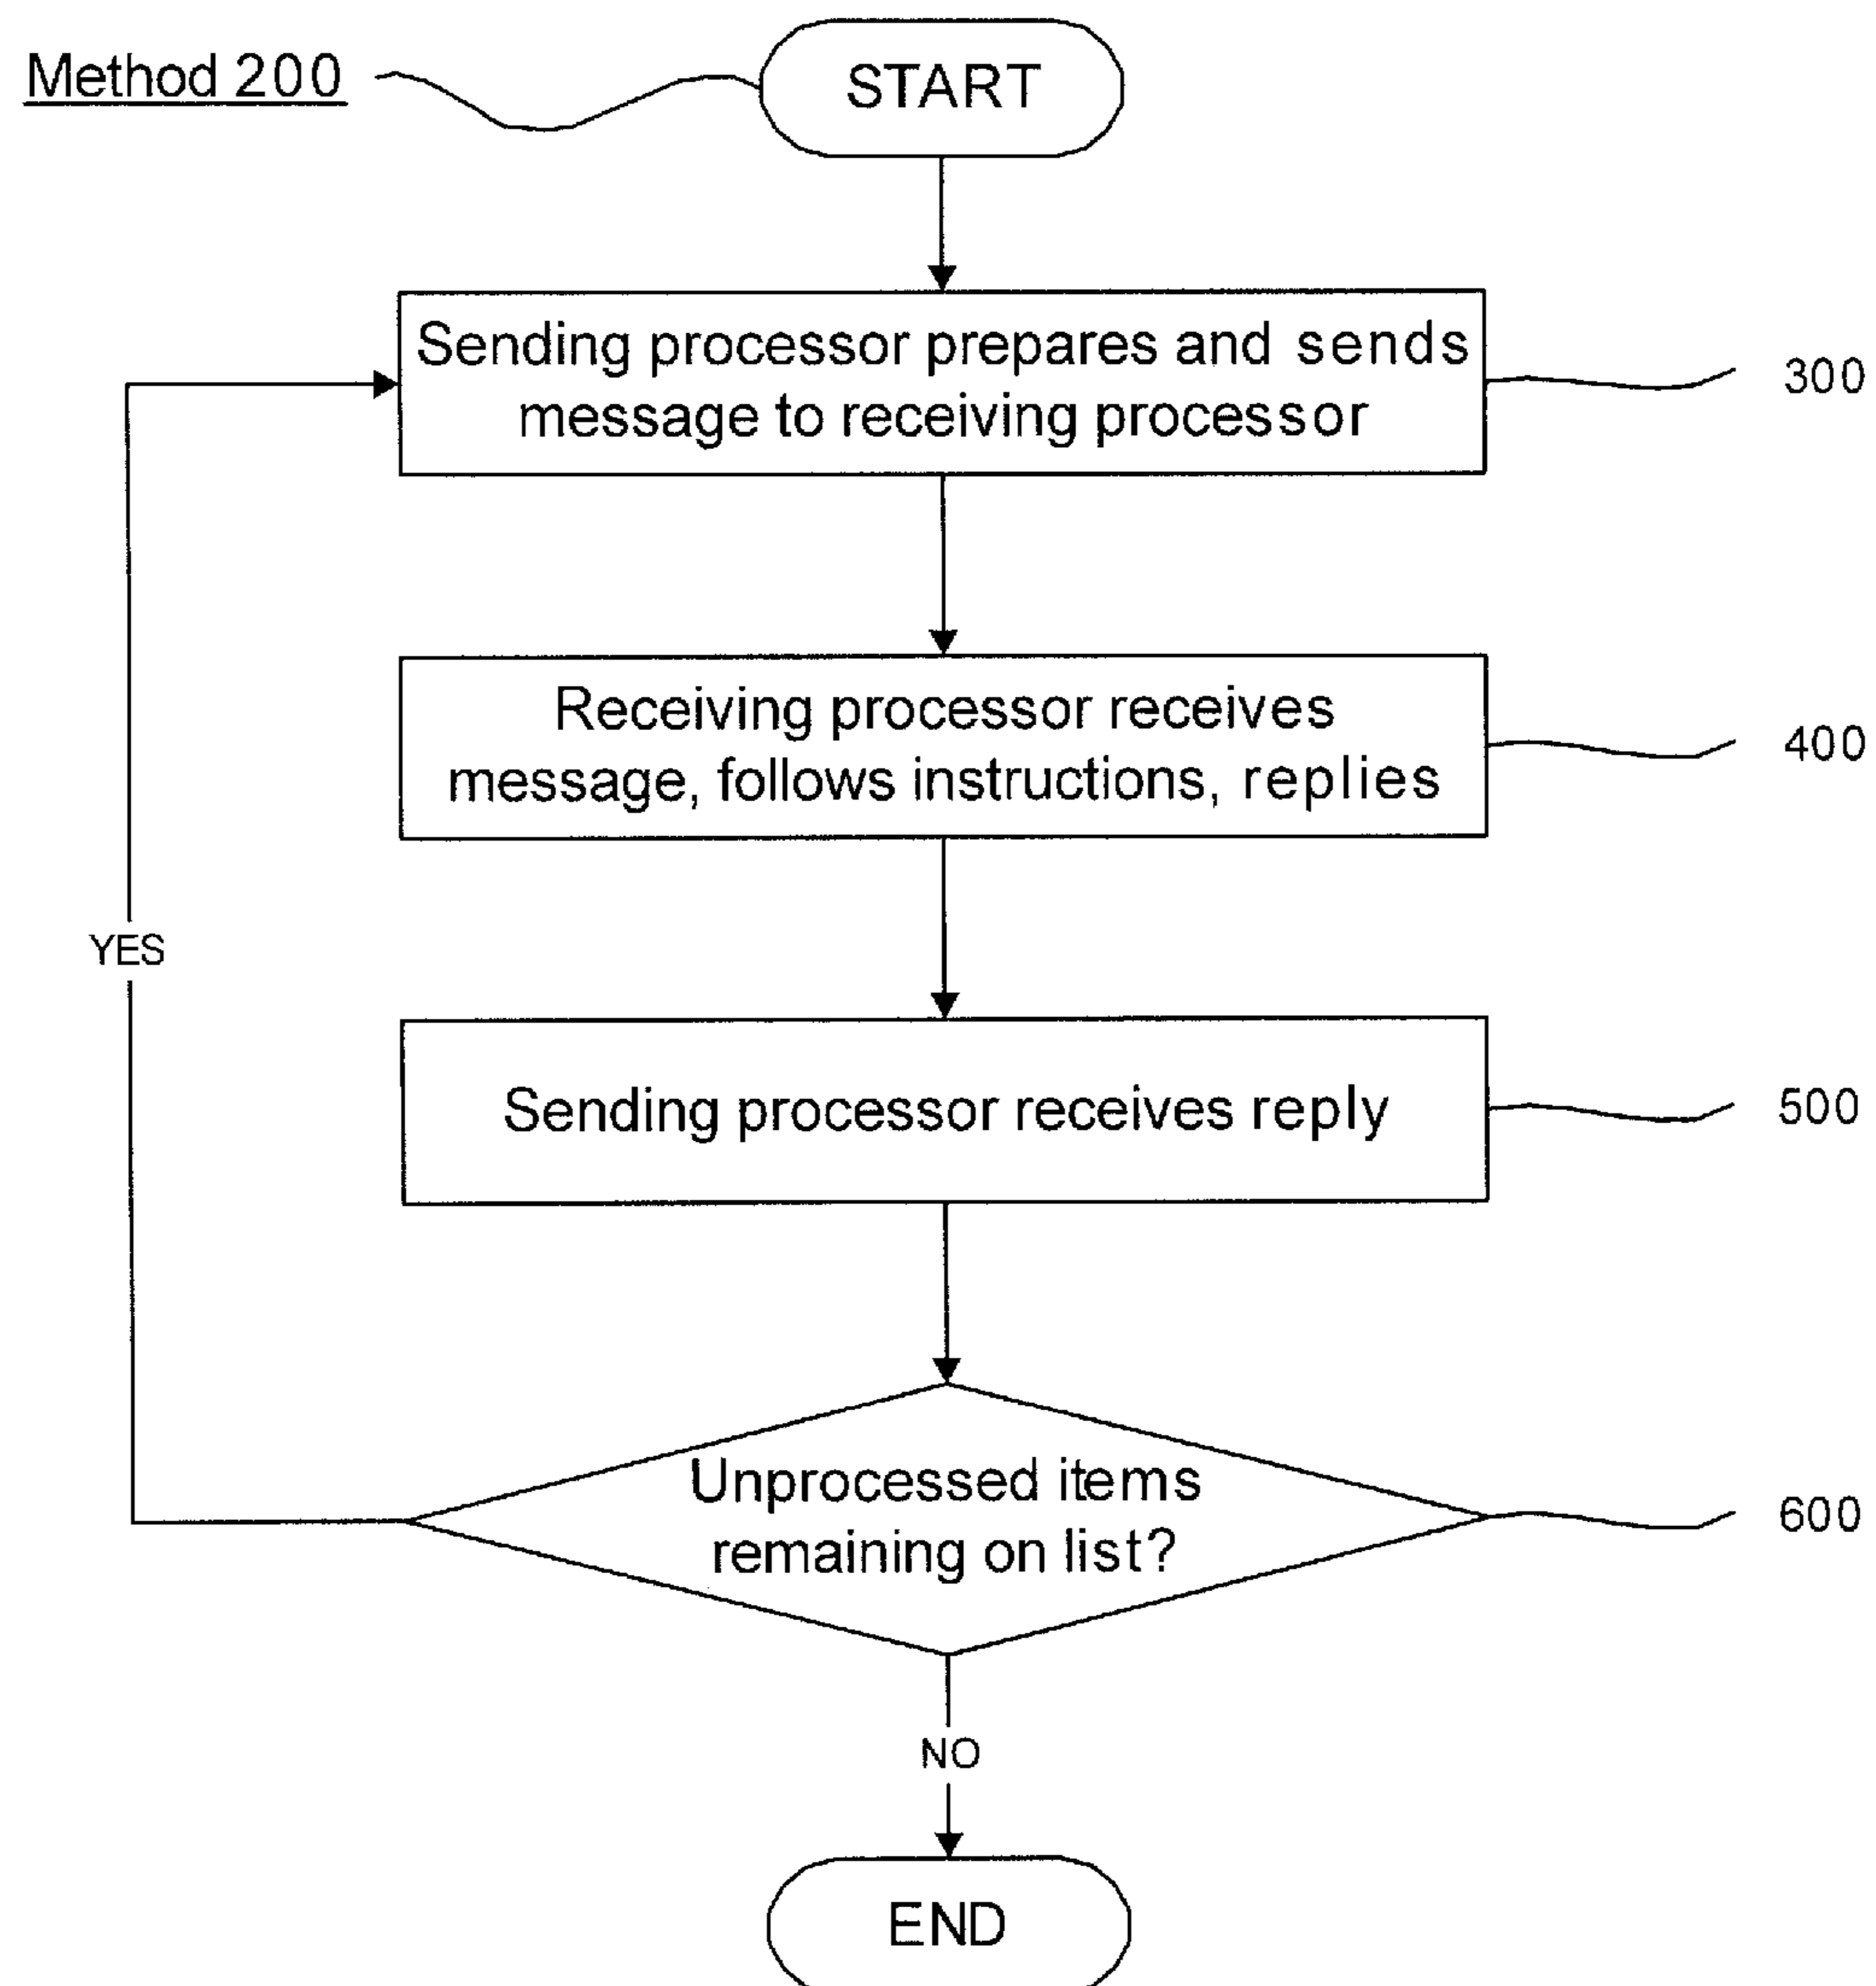 Method 200
START
Sending processor prepares and sends
message to receiving processor
300
Receiving processor receives
message, follows instructions, replies
400
YES
Sending processor receives reply
500
Unprocessed items
remaining on list?
600
NO
END